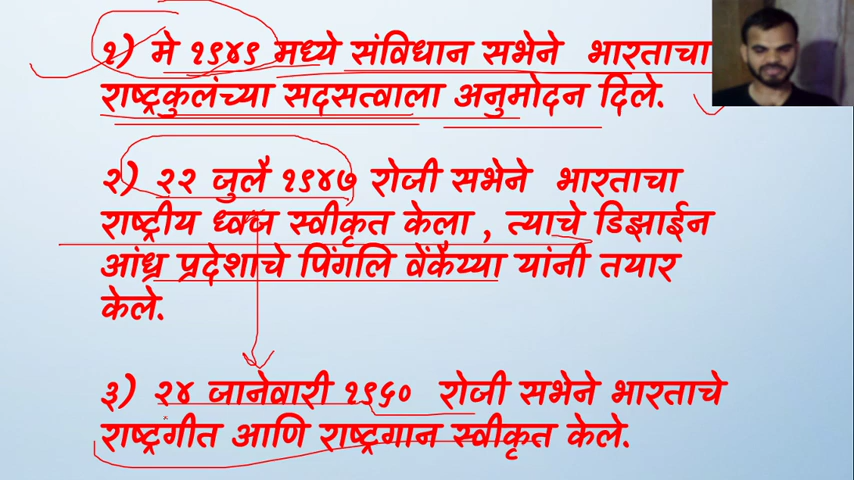 १) मे १९४९ मध्ये संविधान सभेने भारताचा
राष्ट्रकुलंच्या सदसत्वाला अनुमोदन दिले.
२) २२ जुलै १९४७ रोजी सभेने भारताचा
राष्ट्रीय ध्वज स्वीकृत केला , त्याचे डिझाईन
आंध्र प्रदेशाचे पिंगलि वेंकैय्या यांनी तयार
केले.
३) २४ जानेवारी १९५० रोजी सभेने भारताचे
राष्ट्रगीत आणि राष्ट्रगान स्वीकृत केले.